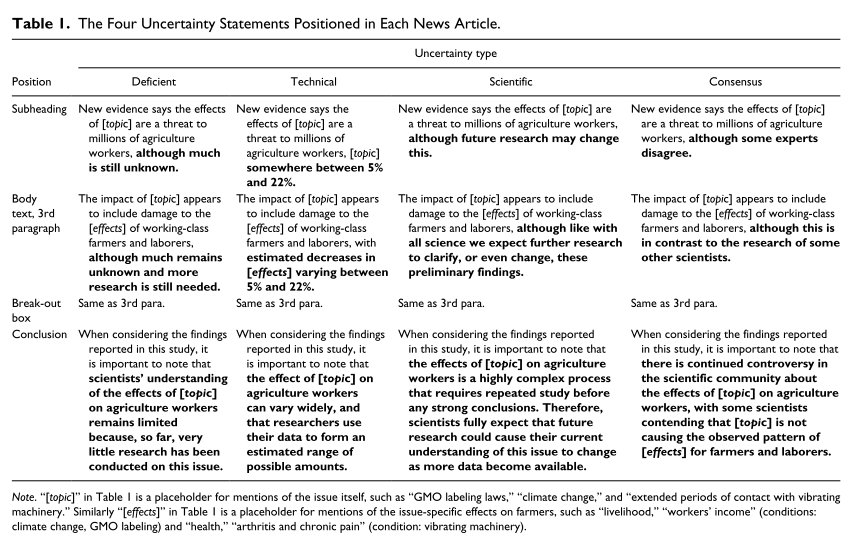 Table 1. The Four Uncertainty Statements Positioned in Each News Article.
Uncertainty type
Position Deficient Technical Scientific Consensus
Subheading
New evidence says the effects
of [topic] are a threat to
millions of agriculture
workers, although much
is still unknown.
New evidence says the
effects of [topic] are a
threat to millions of
agriculture workers, [topic]
somewhere between 5%
and 22%.
New evidence says the effects of [topic] are
a threat to millions of agriculture workers,
although future research may change
this.
New evidence says the effects of [topic]
are a threat to millions of agriculture
workers, although some experts
disagree.
Body
text, 3rd
paragraph
The impact of [topic] appears
to include damage to the
[effects] of working-class
farmers and laborers,
although much remains
unknown and more
research is still needed.
The impact of [topic] appears
to include damage to the
[effects] of working-class
farmers and laborers, with
estimated decreases in
[effects] varying between
5% and 22%.
The impact of [topic] appears to include
damage to the [effects] of working-class
farmers and laborers, although like with
all science we expect further research
to clarify, or even change, these
preliminary findings.
The impact of [topic] appears to include
damage to the [effects] of working-class
farmers and laborers, although this
is in contrast to the research of some
other scientists.
Break-out
box
Same as 3rd para.
Same as 3rd para.
Same as 3rd para.
Same as 3rd para.
Conclusion
When considering the findings
reported in this study, it
is important to note that
scientists' understanding
of the effects of [topic]
on agriculture workers
remains limited
because, so far, very
little research has been
conducted on this issue.
When considering the findings
reported in this study, it
is important to note that
the effect of [topic] on
agriculture workers
can vary widely, and
that researchers use
their data to form an
estimated range of
possible amounts.
When considering the findings reported
in this study, it is important to note that
the effects of [topic] on agriculture
workers is a highly complex process
that requires repeated study before
any strong conclusions. Therefore,
scientists fully expect that future
research could cause their current
understanding of this issue to change
as more data become available.
When considering the findings reported
in this study, it is important to note that
there is continued controversy in
the scientific community about
the effects of [topic] on agriculture
workers, with some scientists
contending that [topic] is not
causing the observed pattern of
[effects] for farmers and laborers.
Note. “[topic]” in Table 1 is a placeholder for mentions of the issue itself, such as “GMO labeling laws,” “climate change,” and “extended periods of contact with vibrating
machinery.” Similarly “[effects]” in Table 1 is a placeholder for mentions of the issue-specific effects on farmers, such as “livelihood,” “workers’ income” (conditions:
climate change, GMO labeling) and “health,” “arthritis and chronic pain” (condition: vibrating machinery).